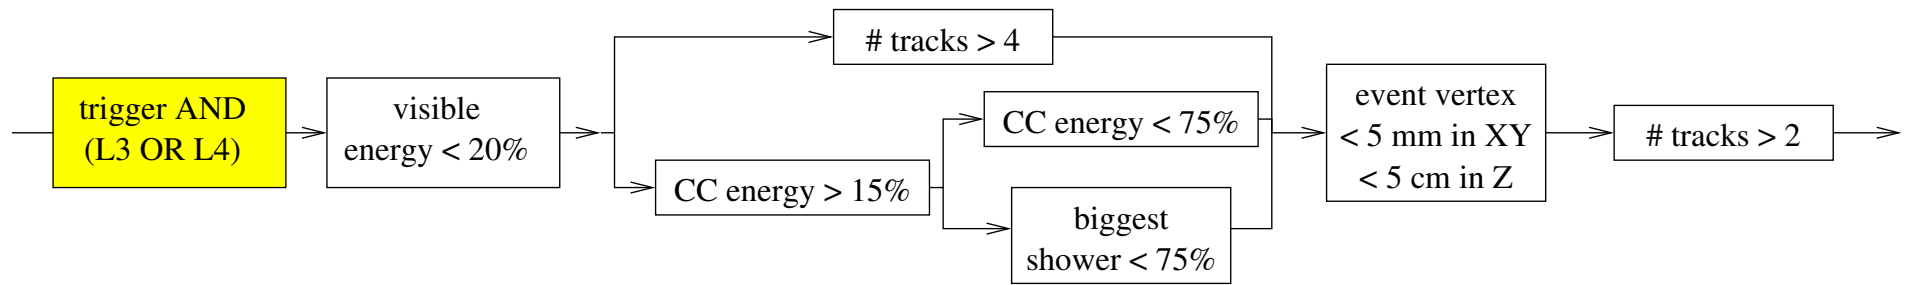 trigger AND
(L3 OR L4)
visible
energy < 20%
# tracks > 4
CC energy > 15%
CC energy < 75%
biggest
shower < 75%
event vertex
< 5 mm in XY
< 5 cm in Z
# tracks > 2